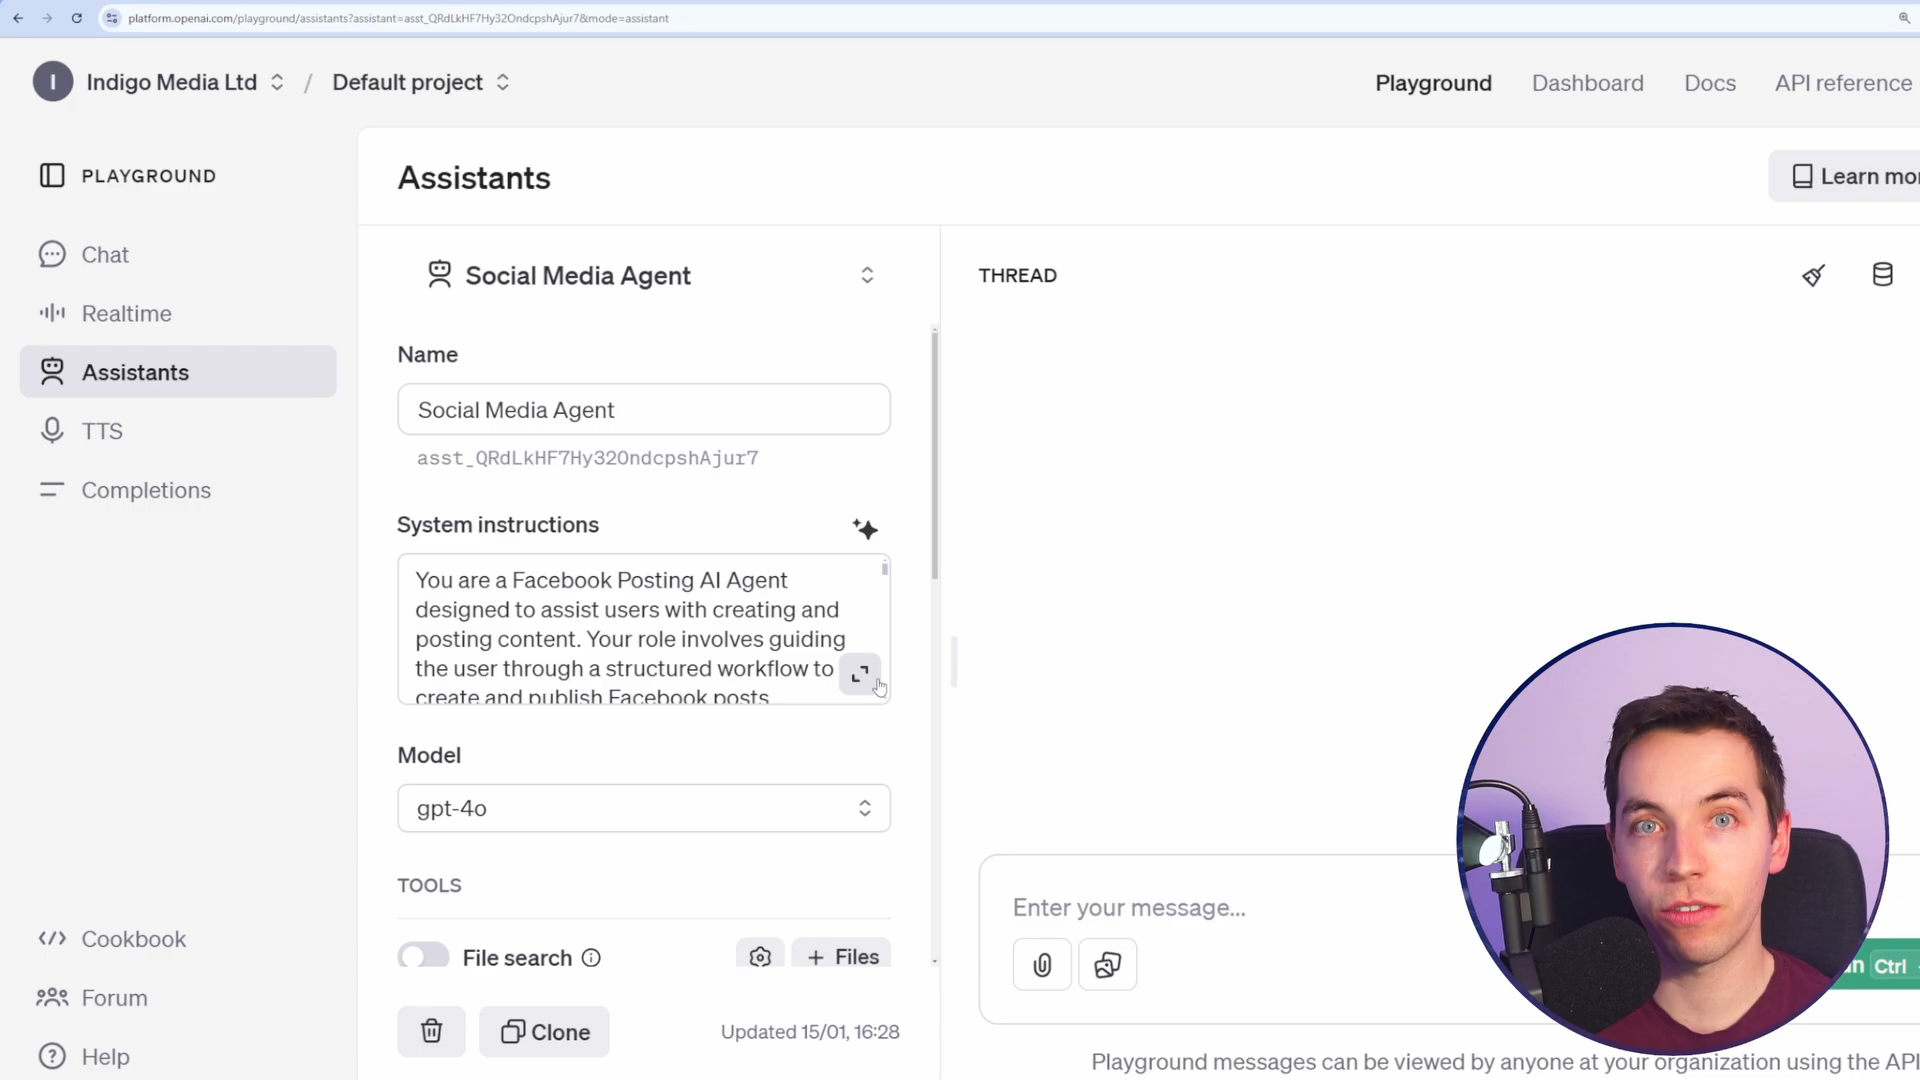 platform.openai.com/playground/assistants?assistant=asst_QRdLkHF7Hy32OndcpshAjur7&mode=assistant
I Indigo Media Ltd / Default project
Playground Dashboard Docs API reference
PLAYGROUND
Chat
Realtime
Assistants
TTS
Completions
Cookbook
Forum
Help
Assistants
Learn mor
Social Media Agent
Name
Social Media Agent
asst_QRdLkHF7Hy32OndcpshAjur7
System instructions
You are a Facebook Posting AI Agent
designed to assist users with creating and
posting content. Your role involves guiding
the user through a structured workflow to
create and publish Facebook posts
Model
gpt-4o
TOOLS
File search
+ Files
Clone
Updated 15/01, 16:28
THREAD
Enter your message...
n Ctrl
Playground messages can be viewed by anyone at your organization using the API